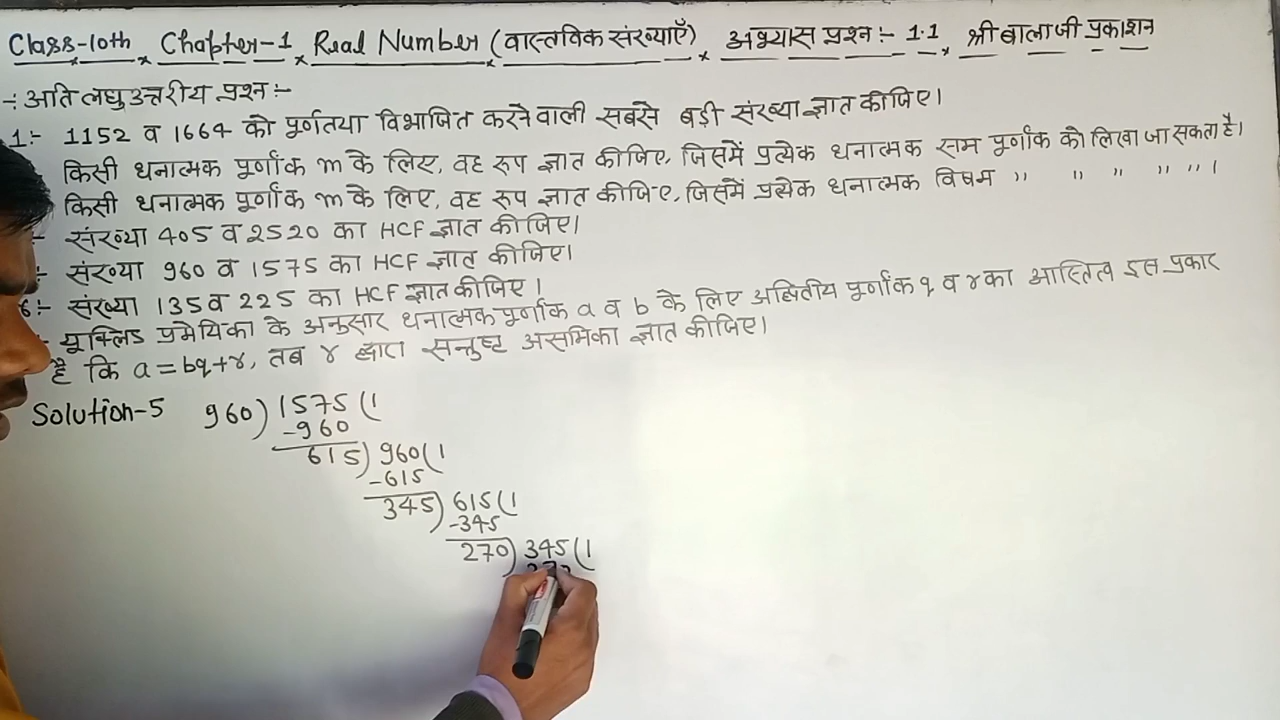 Class-10th, Chapter-1, Real Number (वास्तविक संख्याएँ), अभ्यास प्रश्न:- 1.1, श्री बालाजी प्रकाशन
-: अति लघु उत्तरीय प्रश्न:-
1:- 1152 व 1664 को पूर्णतया विभाजित करने वाली सबसे बड़ी संख्या ज्ञात कीजिए।
किसी धनात्मक पूर्णांक m के लिए, वह रूप ज्ञात कीजिए, जिसमें प्रत्येक धनात्मक सम पूर्णांक को लिखा जा सकता है।
किसी धनात्मक पूर्णांक m के लिए, वह रूप ज्ञात कीजिए, जिसमें प्रत्येक धनात्मक विषम " " " " " ।
:- संख्या 405 व 2520 का HCF ज्ञात कीजिए।
:- संख्या 960 व 1575 का HCF ज्ञात कीजिए।
6:- संख्या 135 व 225 का HCF ज्ञात कीजिए।
:- यूक्लिड प्रमेयिका के अनुसार धनात्मक पूर्णांक a व b के लिए अद्वितीय पूर्णांक q व r का अस्तित्व इस प्रकार
है कि a = bq+r, तब r द्वारा सन्तुष्ट असमिका ज्ञात कीजिए।
Solution-5 960) 1575 (1
-960
615) 960 (1
-615
345) 615 (1
-345
270) 345 (1